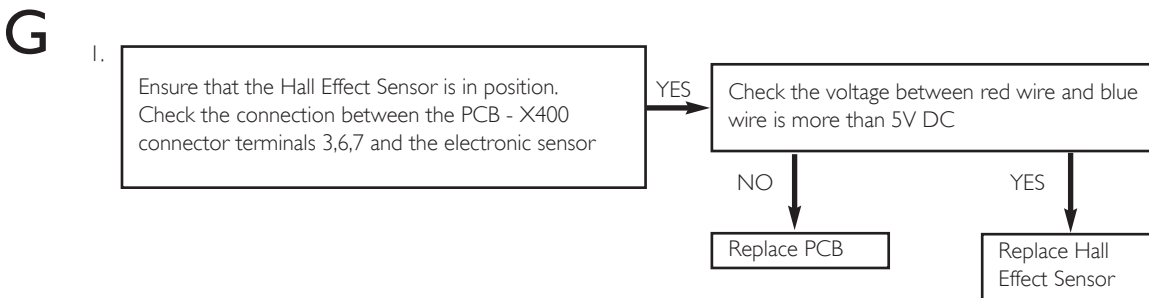 G
1.
Ensure that the Hall Effect Sensor is in position.
Check the connection between the PCB - X400
connector terminals 3,6,7 and the electronic sensor
YES
Check the voltage between red wire and blue
wire is more than 5V DC
NO
YES
Replace PCB
Replace Hall
Effect Sensor